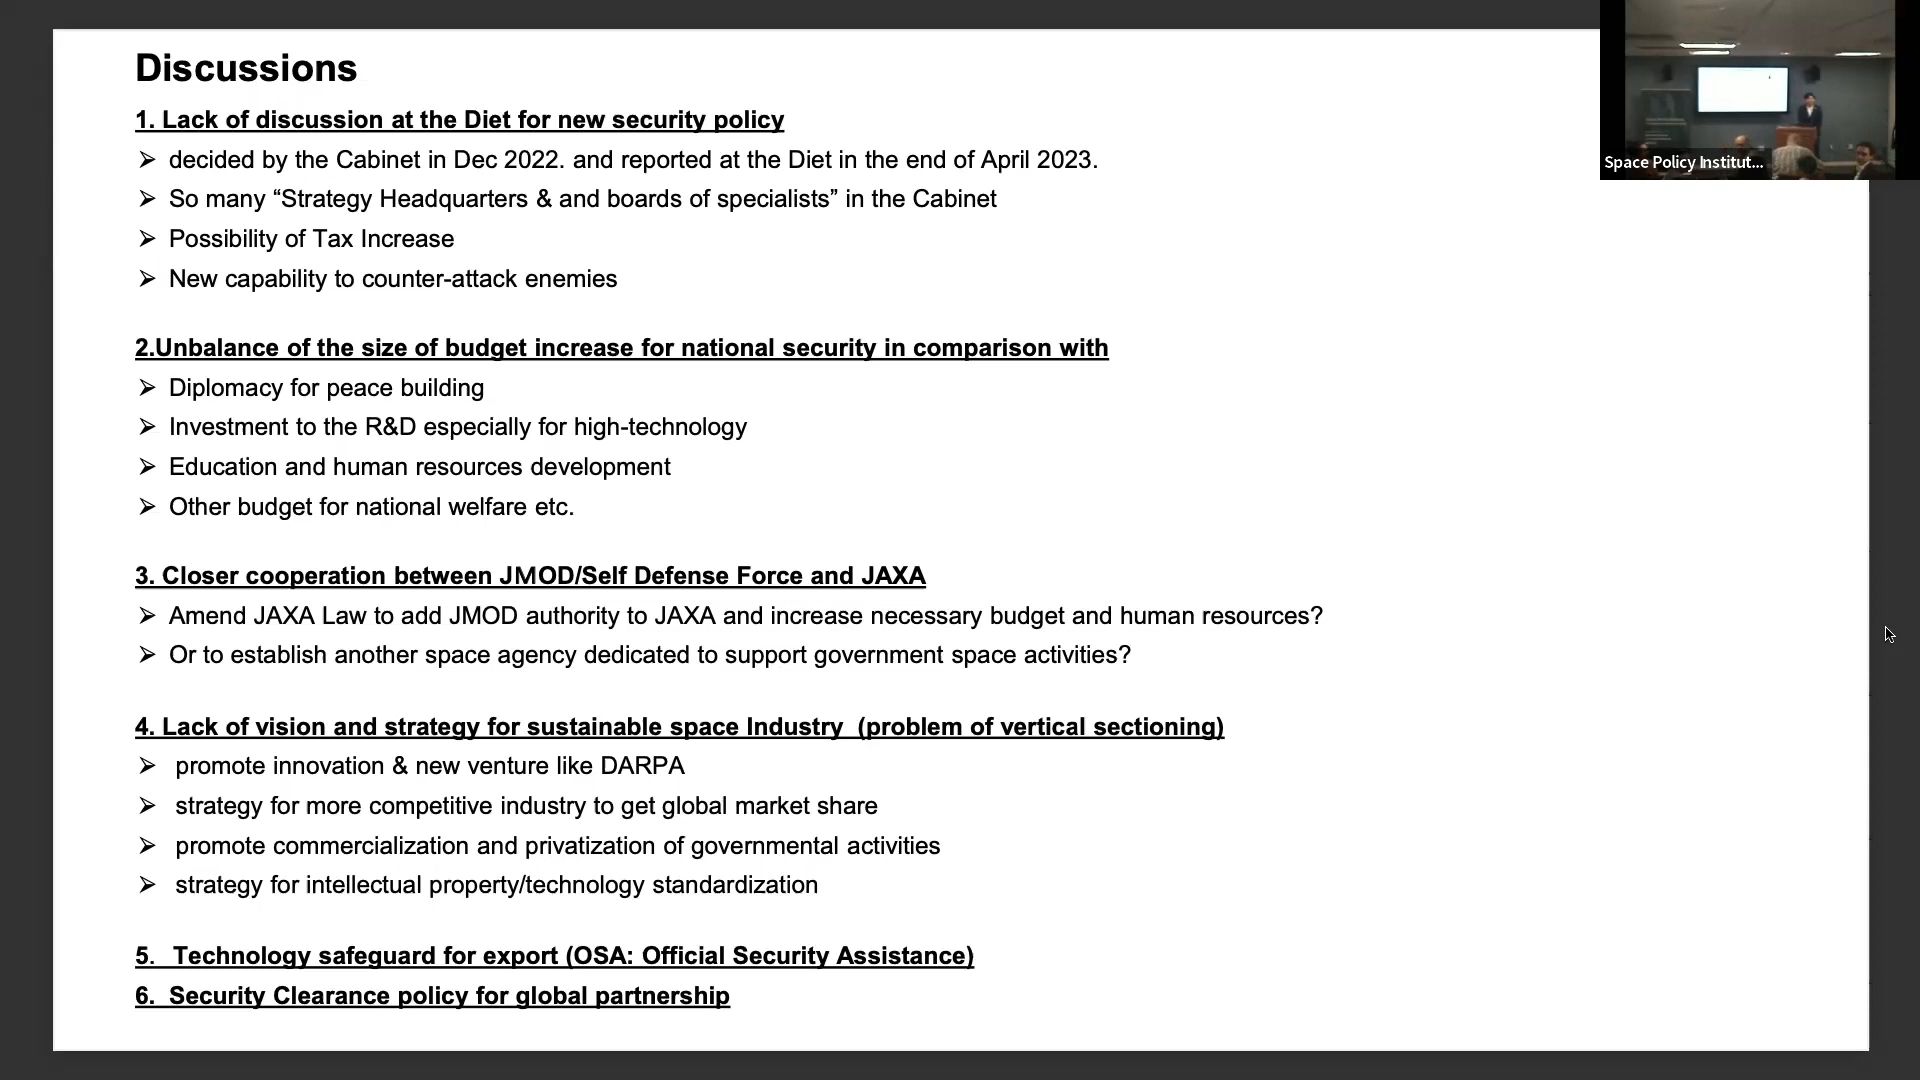 Discussions
1. Lack of discussion at the Diet for new security policy
➢ decided by the Cabinet in Dec 2022. and reported at the Diet in the end of April 2023.
➢ So many “Strategy Headquarters & and boards of specialists” in the Cabinet
➢ Possibility of Tax Increase
➢ New capability to counter-attack enemies
2.Unbalance of the size of budget increase for national security in comparison with
➢ Diplomacy for peace building
➢ Investment to the R&D especially for high-technology
➢ Education and human resources development
➢ Other budget for national welfare etc.
3. Closer cooperation between JMOD/Self Defense Force and JAXA
➢ Amend JAXA Law to add JMOD authority to JAXA and increase necessary budget and human resources?
➢ Or to establish another space agency dedicated to support government space activities?
4. Lack of vision and strategy for sustainable space Industry (problem of vertical sectioning)
➢ promote innovation & new venture like DARPA
➢ strategy for more competitive industry to get global market share
➢ promote commercialization and privatization of governmental activities
➢ strategy for intellectual property/technology standardization
5. Technology safeguard for export (OSA: Official Security Assistance)
6. Security Clearance policy for global partnership
Space Policy Institut...